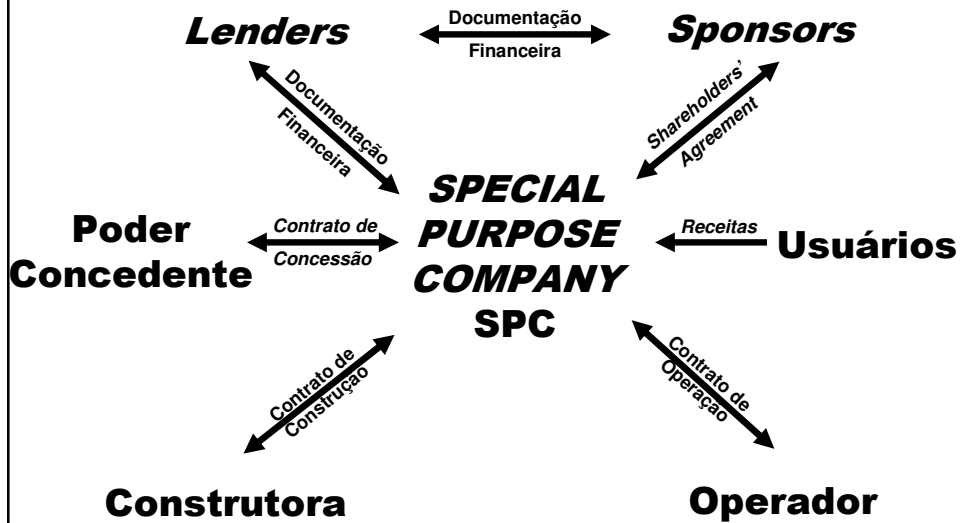 Lenders
Documentação
Financeira
Sponsors
Documentação
Financeira
Shareholders’
Agreement
SPECIAL
PURPOSE
COMPANY
SPC
Poder
Concedente
Contrato de
Concessão
Receitas
Usuários
Contrato de
Construção
Contrato de
Operação
Construtora
Operador